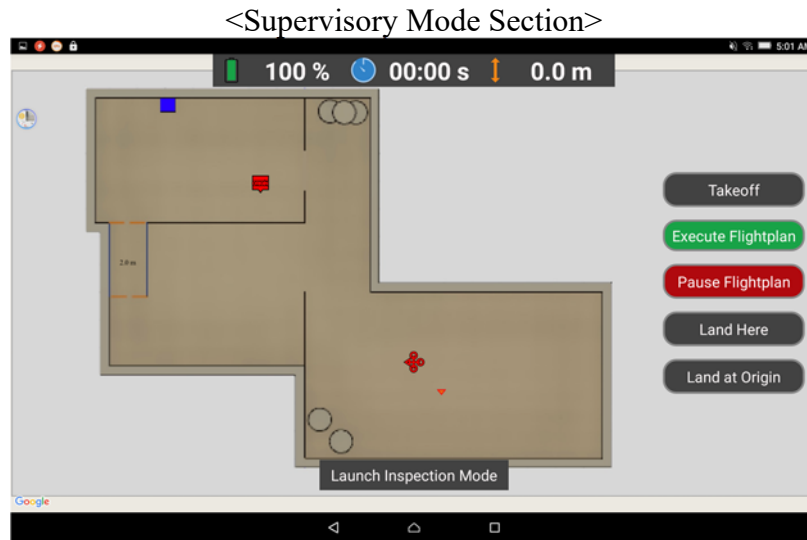 <Supervisory Mode Section>
5:01 AM
100 %
00:00 s
0.0 m
Takeoff
Execute Flightplan
2.0 m
Pause Flightplan
Land Here
Land at Origin
Launch Inspection Mode
Google